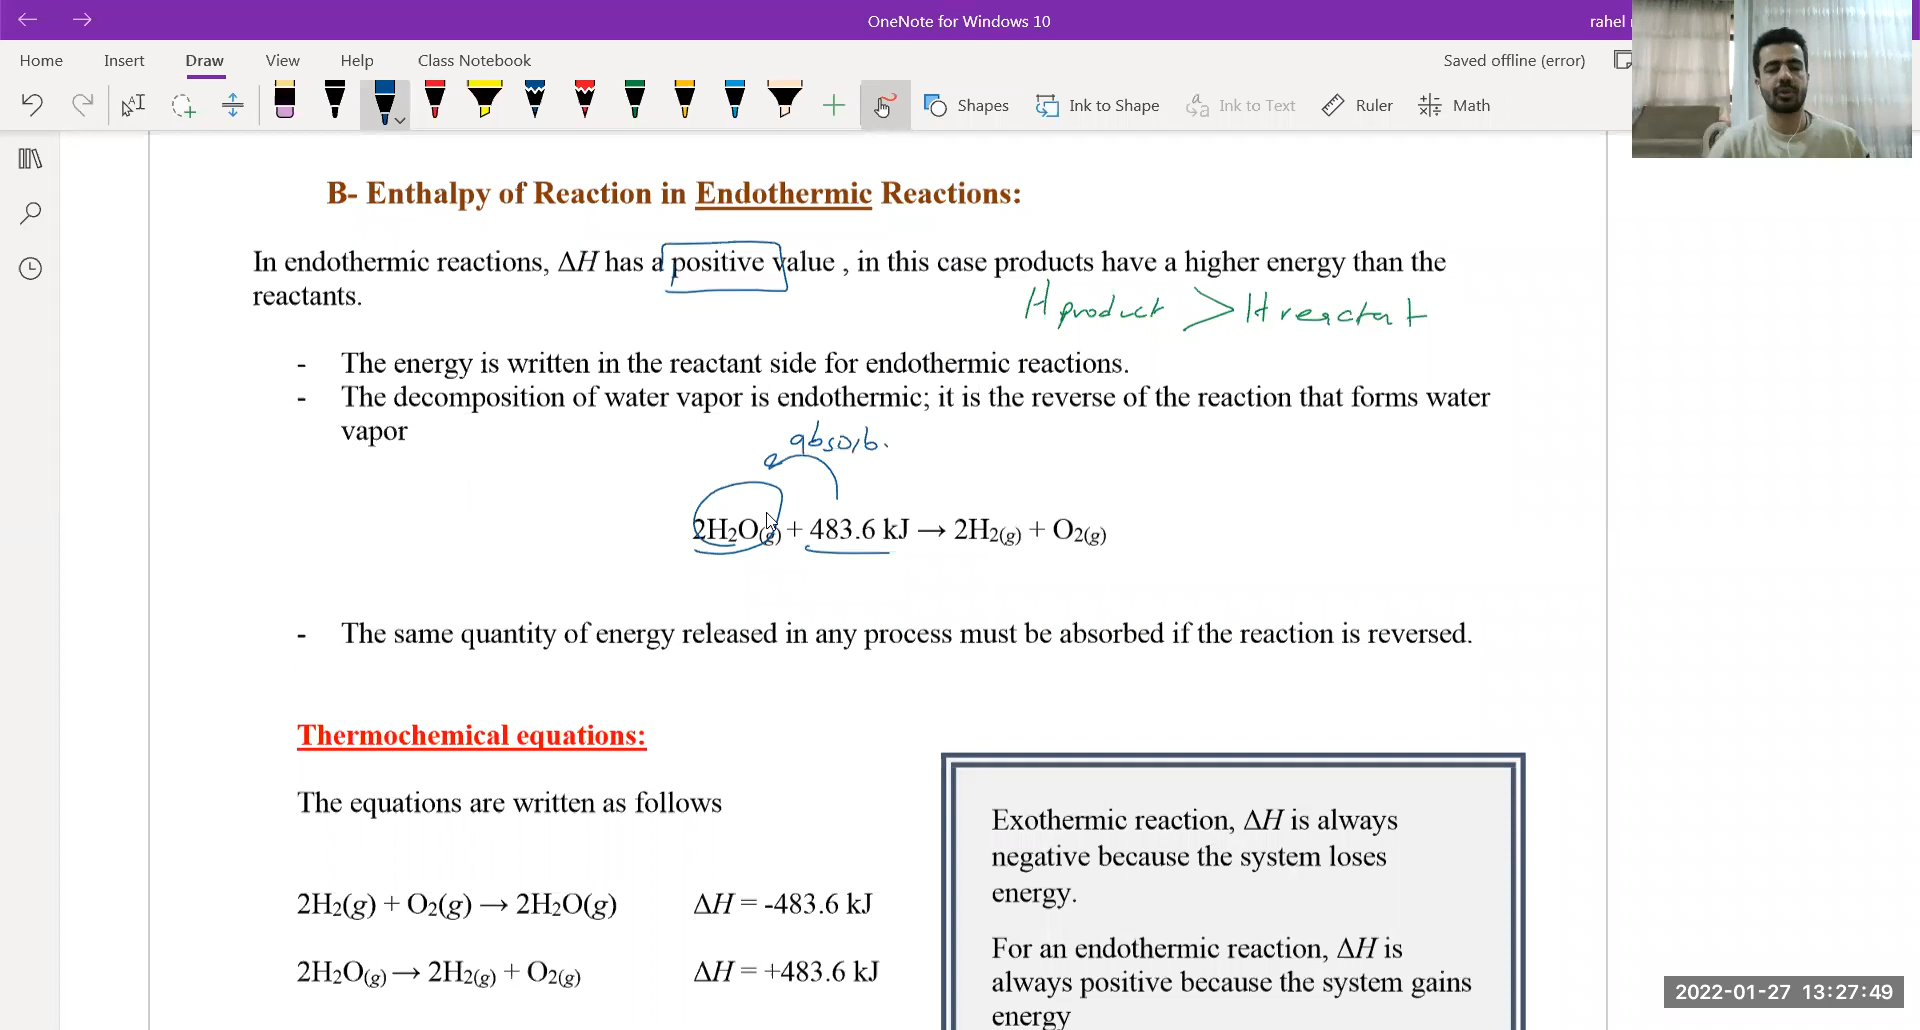 OneNote for Windows 10
rahel
Home Insert Draw View Help Class Notebook
Saved offline (error)
Shapes Ink to Shape Ink to Text Ruler Math
B- Enthalpy of Reaction in Endothermic Reactions:
In endothermic reactions, ΔH has a positive value , in this case products have a higher energy than the
reactants.
H product > H reactant
- The energy is written in the reactant side for endothermic reactions.
- The decomposition of water vapor is endothermic; it is the reverse of the reaction that forms water
vapor
absorb.
2H₂O(g) + 483.6 kJ → 2H₂(g) + O₂(g)
- The same quantity of energy released in any process must be absorbed if the reaction is reversed.
Thermochemical equations:
The equations are written as follows
2H₂(g) + O₂(g) → 2H₂O(g) ΔH = -483.6 kJ
2H₂O(g) → 2H₂(g) + O₂(g) ΔH = +483.6 kJ
Exothermic reaction, ΔH is always
negative because the system loses
energy.
For an endothermic reaction, ΔH is
always positive because the system gains
energy
2022-01-27 13:27:49